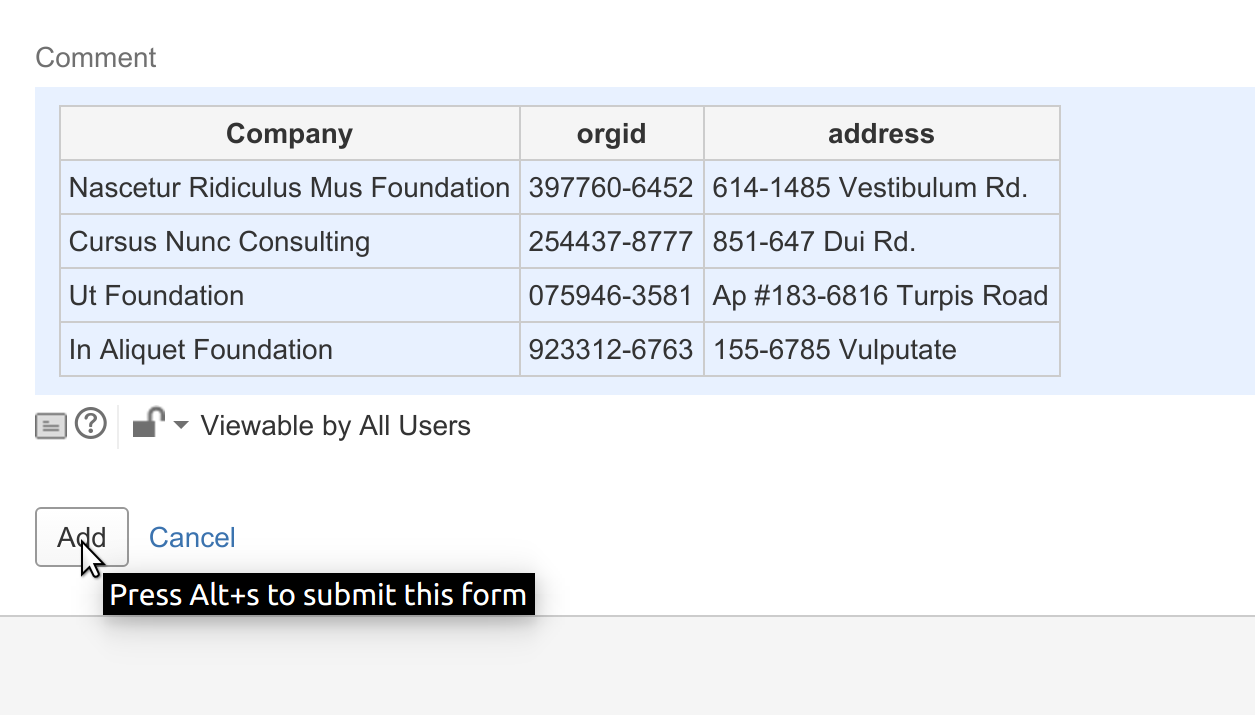 Comment
Company orgid address
Nascetur Ridiculus Mus Foundation 397760-6452 614-1485 Vestibulum Rd.
Cursus Nunc Consulting 254437-8777 851-647 Dui Rd.
Ut Foundation 075946-3581 Ap #183-6816 Turpis Road
In Aliquet Foundation 923312-6763 155-6785 Vulputate
Viewable by All Users
Add Cancel
Press Alt+s to submit this form